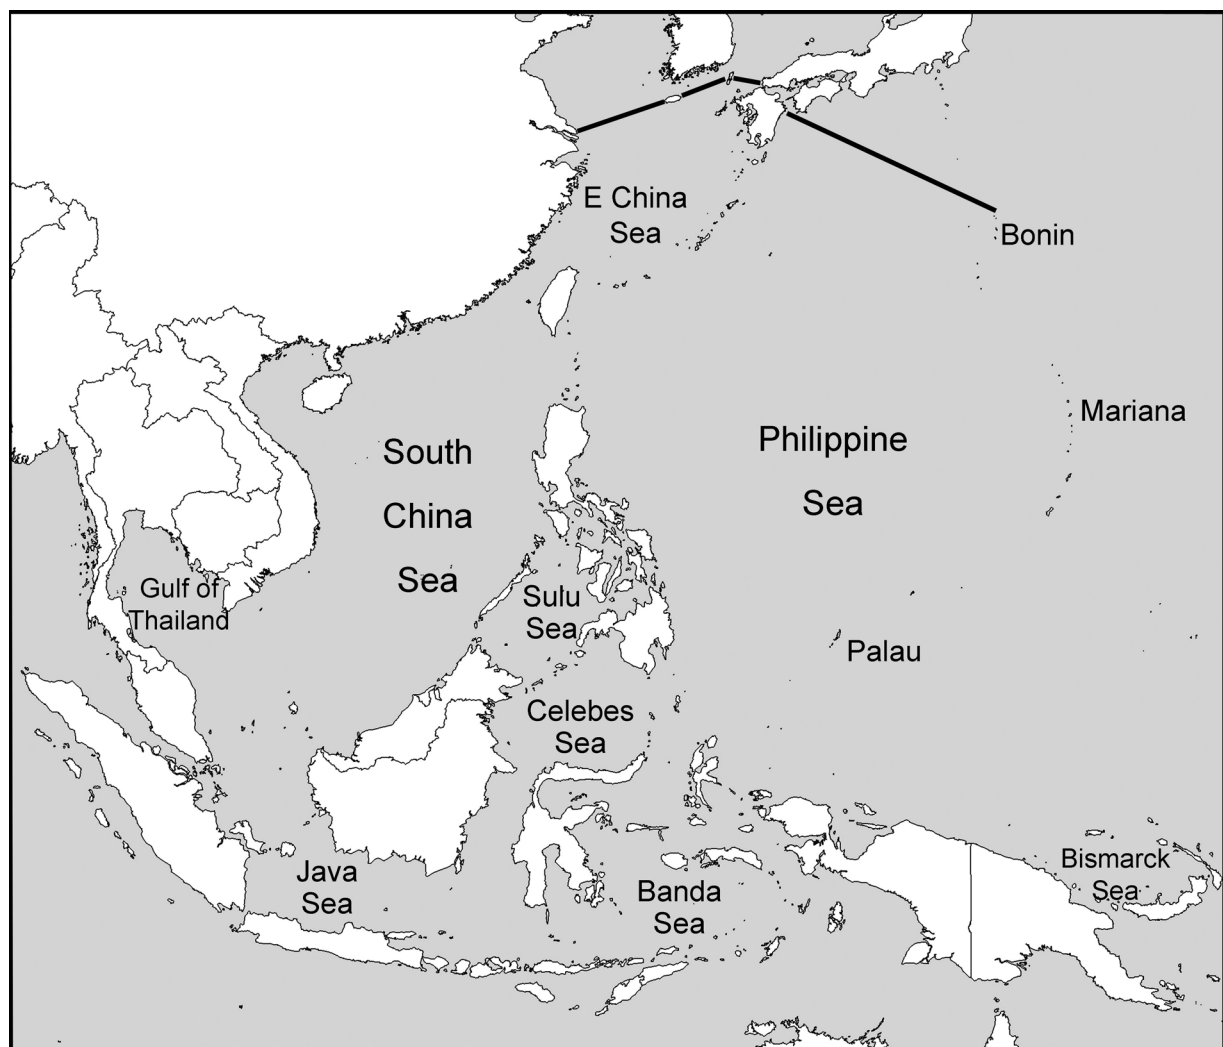 E China
Sea
Bonin
Mariana
South
China
Sea
Philippine
Sea
Gulf of
Thailand
Sulu
Sea
Palau
Celebes
Sea
Java
Sea
Banda
Sea
Bismarck
Sea